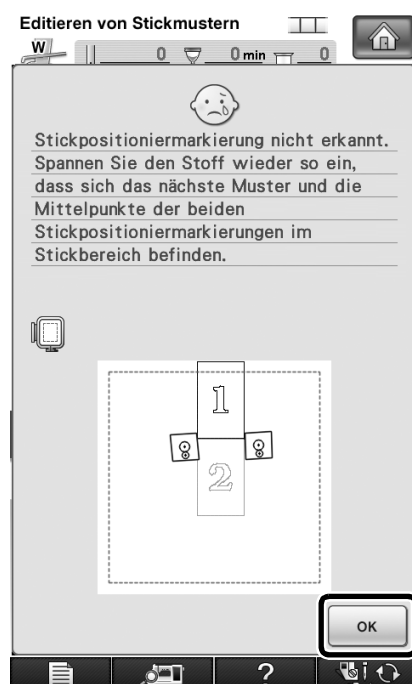 Editieren von Stickmustern
W 0 0 min 0
Stickpositioniermarkierung nicht erkannt.
Spannen Sie den Stoff wieder so ein,
dass sich das nächste Muster und die
Mittelpunkte der beiden
Stickpositioniermarkierungen im
Stickbereich befinden.
1
2
OK
? i